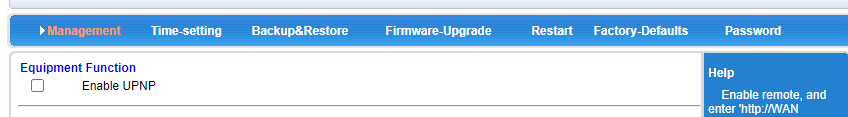 Management Time-setting Backup&Restore Firmware-Upgrade Restart Factory-Defaults Password
Equipment Function
Enable UPNP
Help
Enable remote, and
enter 'http://WAN